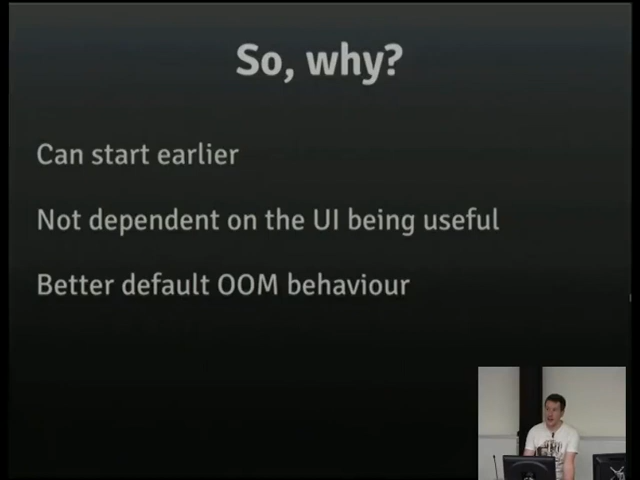 So, why?
Can start earlier
Not dependent on the UI being useful
Better default OOM behaviour